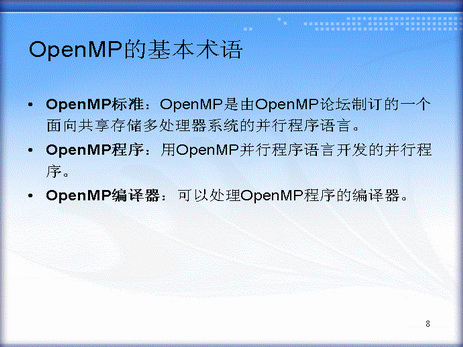 OpenMP的基本术语
• OpenMP标准：OpenMP是由OpenMP论坛制订的一个
面向共享存储多处理器系统的并行程序语言。
• OpenMP程序：用OpenMP并行程序语言开发的并行程
序。
• OpenMP编译器：可以处理OpenMP程序的编译器。
8